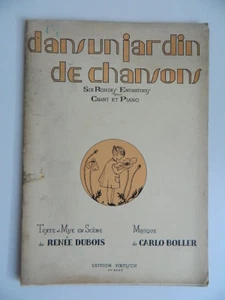 dans un jardin
de chansons
Six Rondes Enfantines
Chant et Piano
Texte et Mise en Scène
de RENÉE DUBOIS
Musique
de CARLO BOLLER
EDITION FŒTISCH